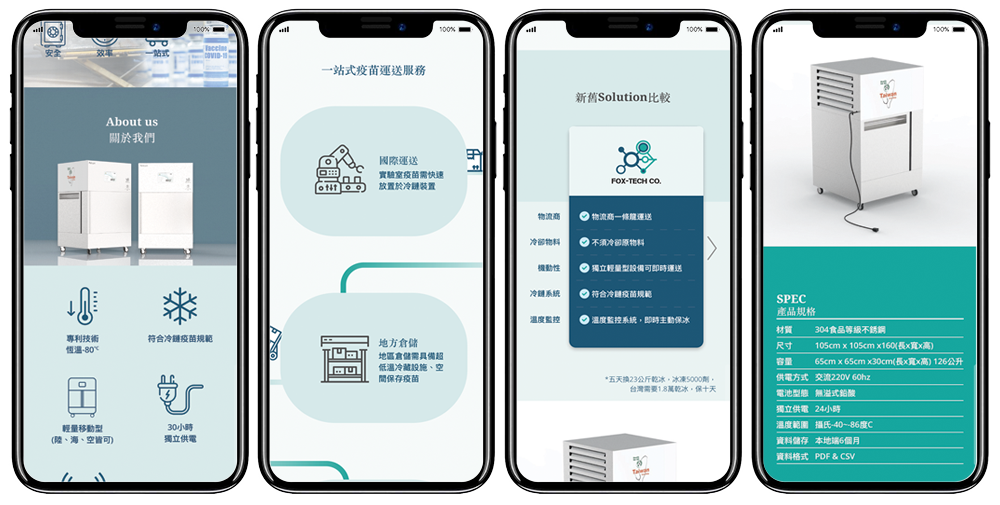 100%
安全
效率
一站式
Vaccine
COVID-19
About us
關於我們
專利技術
恆溫-80℃
符合冷鏈疫苗規範
輕量移動型
(陸、海、空皆可)
30小時
獨立供電
100%
一站式疫苗運送服務
國際運送
實驗室疫苗需快速
放置於冷鏈裝置
地方倉儲
地區倉儲需具備超
低溫冷藏設施、空
間保存疫苗
100%
新舊Solution比較
FOX-TECH CO.
物流商
物流商一條龍運送
冷卻物料
不須冷卻原物料
機動性
獨立輕量型設備可即時運送
冷鏈系統
符合冷鏈疫苗規範
溫度監控
溫度監控系統，即時主動保冰
*五天換23公斤乾冰，冰凍5000劑，
台灣需要1.8萬乾冰，保十天
Taiwan
100%
Taiwan
SPEC
產品規格
材質 304食品等級不銹鋼
尺寸 105cm x 105cm x160(長x寬x高)
容量 65cm x 65cm x30cm(長x寬x高) 126公升
供電方式 交流220V 60hz
電池型態 無溢式鉛酸
獨立供電 24小時
溫度範圍 攝氏-40~-86度C
資料儲存 本地端6個月
資料格式 PDF & CSV